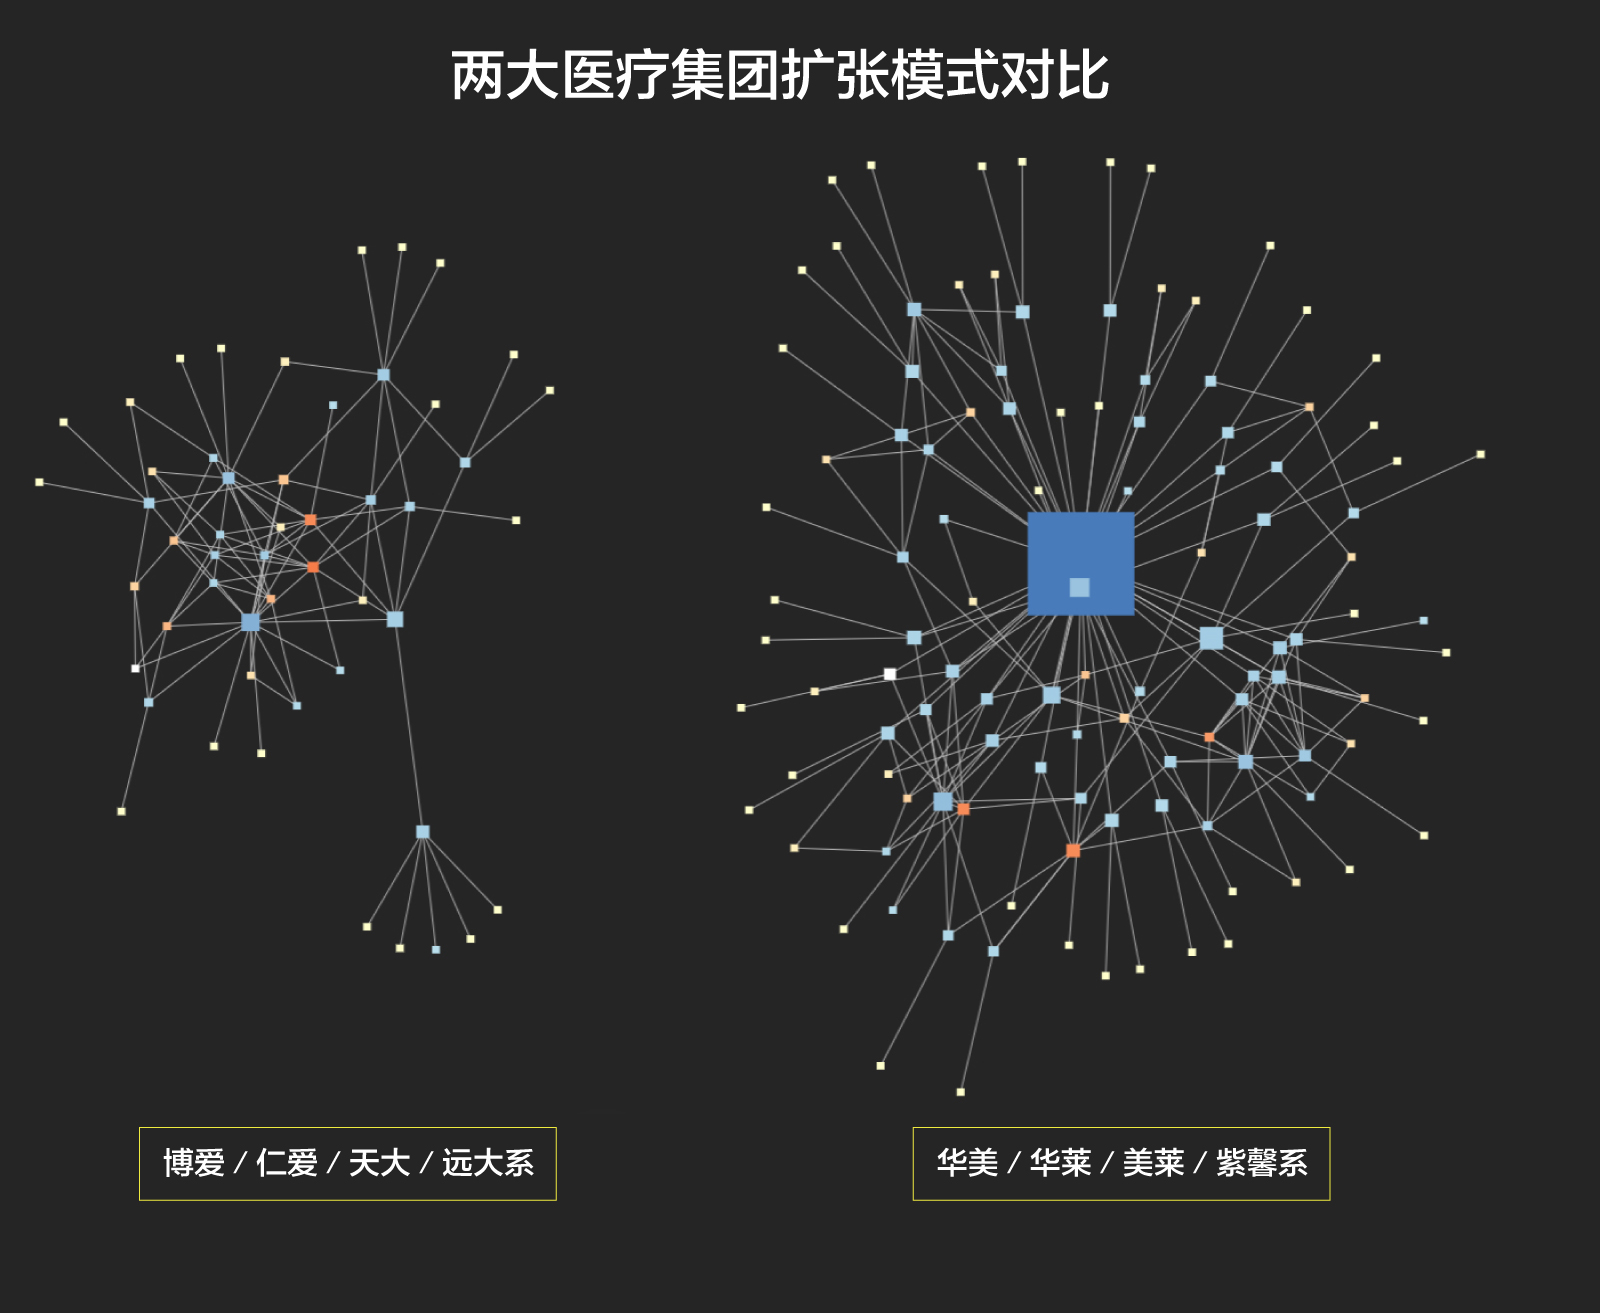 两大医疗集团扩张模式对比
博爱 / 仁爱 / 天大 / 远大系
华美 / 华莱 / 美莱 / 紫馨系